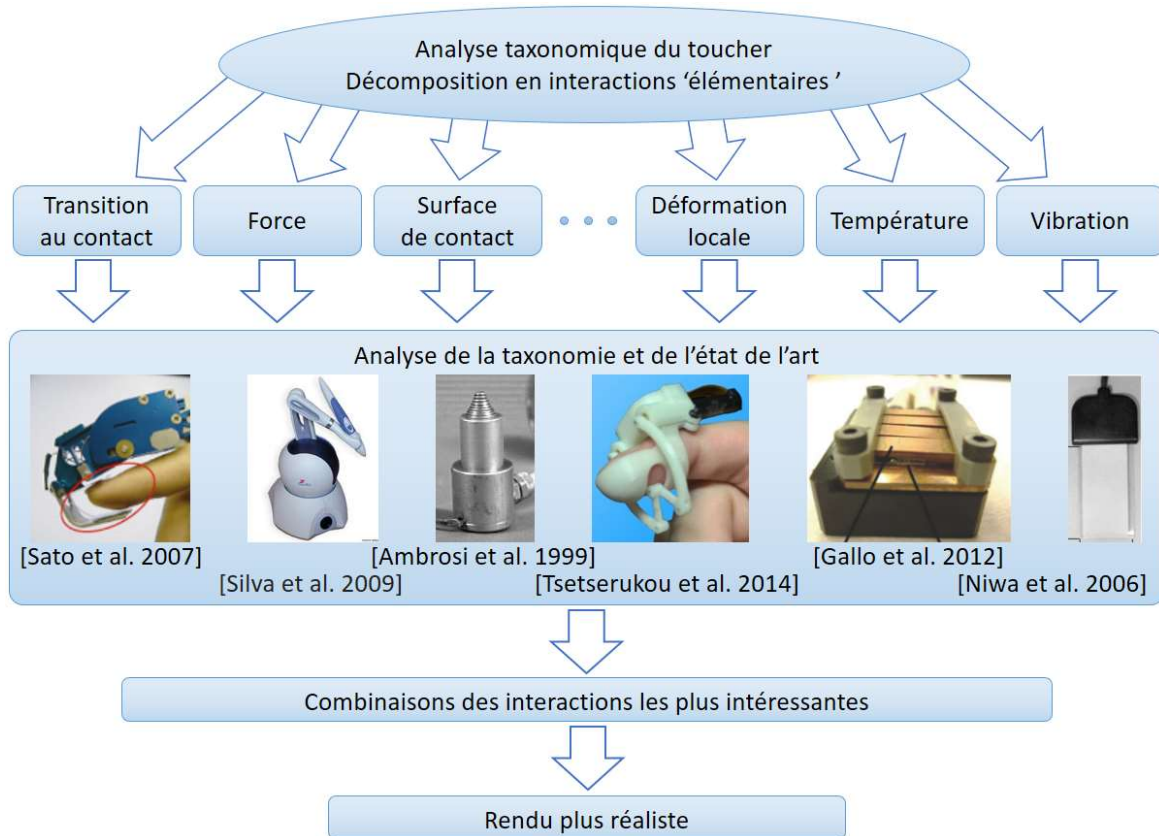 Analyse taxonomique du toucher
Décomposition en interactions ‘élémentaires ’
Transition
au contact
Force
Surface
de contact
Déformation
locale
Température
Vibration
Analyse de la taxonomie et de l’état de l’art
[Sato et al. 2007]
[Silva et al. 2009]
[Ambrosi et al. 1999]
[Tsetserukou et al. 2014]
[Gallo et al. 2012]
[Niwa et al. 2006]
Combinaisons des interactions les plus intéressantes
Rendu plus réaliste